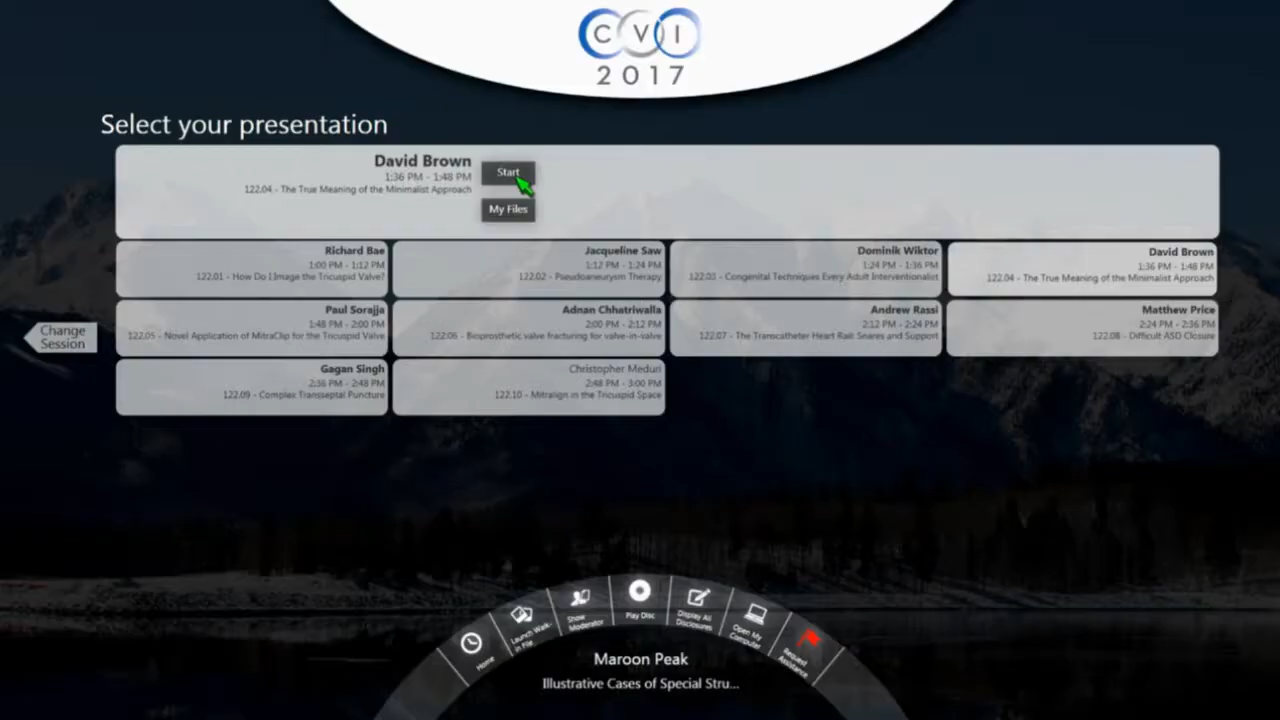 CVI
2017
Select your presentation
David Brown
1:36 PM - 1:48 PM
122.04 - The True Meaning of the Minimalist Approach
Start
My Files
Richard Bae
1:00 PM - 1:12 PM
122.01 - How Do I Image the Tricuspid Valve?
Jacqueline Saw
1:12 PM - 1:24 PM
122.02 - Pseudoaneurysm Therapy
Dominik Wiktor
1:24 PM - 1:36 PM
122.03 - Congenital Techniques Every Adult Interventionalist
David Brown
1:36 PM - 1:48 PM
122.04 - The True Meaning of the Minimalist Approach
Change
Session
Paul Sorajja
1:48 PM - 2:00 PM
122.05 - Novel Application of MitraClip for the Tricuspid Valve
Adnan Chhatriwalla
2:00 PM - 2:12 PM
122.06 - Bioprosthetic valve fracturing for valve-in-valve
Andrew Rassi
2:12 PM - 2:24 PM
122.07 - The Transcatheter Heart Rail: Snares and Support
Matthew Price
2:24 PM - 2:36 PM
122.08 - Difficult ASD Closure
Gagan Singh
2:36 PM - 2:48 PM
122.09 - Complex Transseptal Puncture
Christopher Meduri
2:48 PM - 3:00 PM
122.10 - Mitralign in the Tricuspid Space
Home
Launch Walk-
in File
Show
Moderator
Play Disc
Display All
Disclosures
Open My
Computer
Request
Assistance
Maroon Peak
Illustrative Cases of Special Stru...